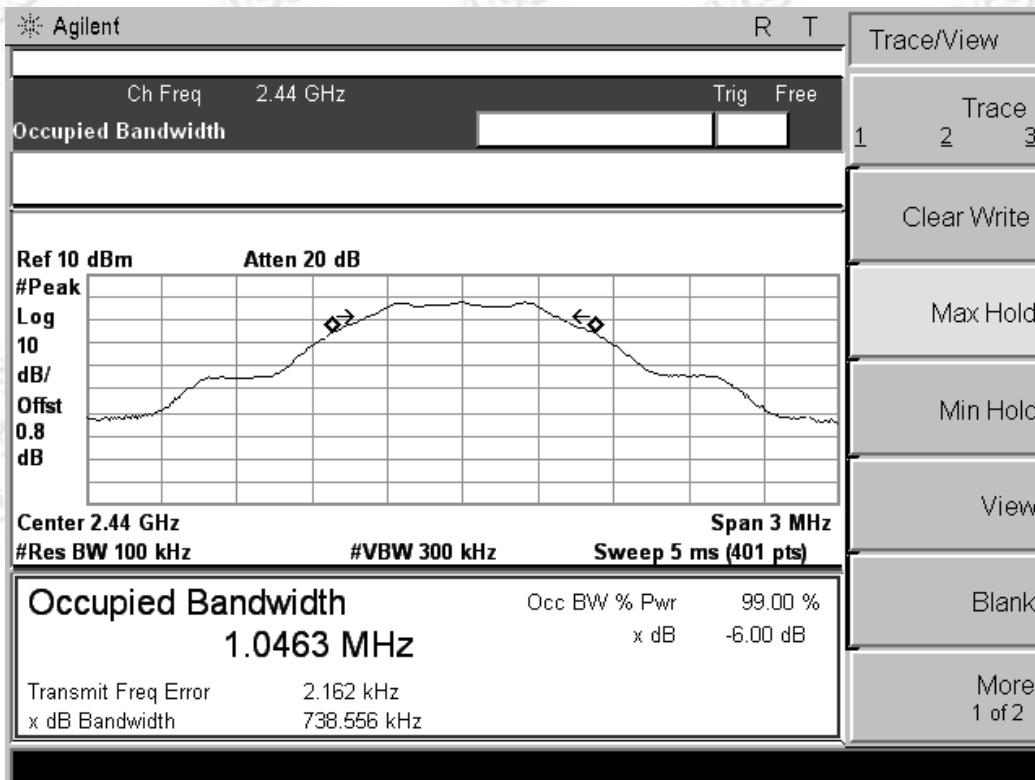 Agilent R T
Ch Freq 2.44 GHz Trig Free
Occupied Bandwidth
Ref 10 dBm Atten 20 dB
#Peak
Log
10
dB/
Offst
0.8
dB
Center 2.44 GHz Span 3 MHz
#Res BW 100 kHz #VBW 300 kHz Sweep 5 ms (401 pts)
Occupied Bandwidth
1.0463 MHz
Occ BW % Pwr 99.00 %
x dB -6.00 dB
Transmit Freq Error 2.162 kHz
x dB Bandwidth 738.556 kHz
Trace/View
Trace
1 2 3
Clear Write
Max Hold
Min Hold
View
Blank
More
1 of 2